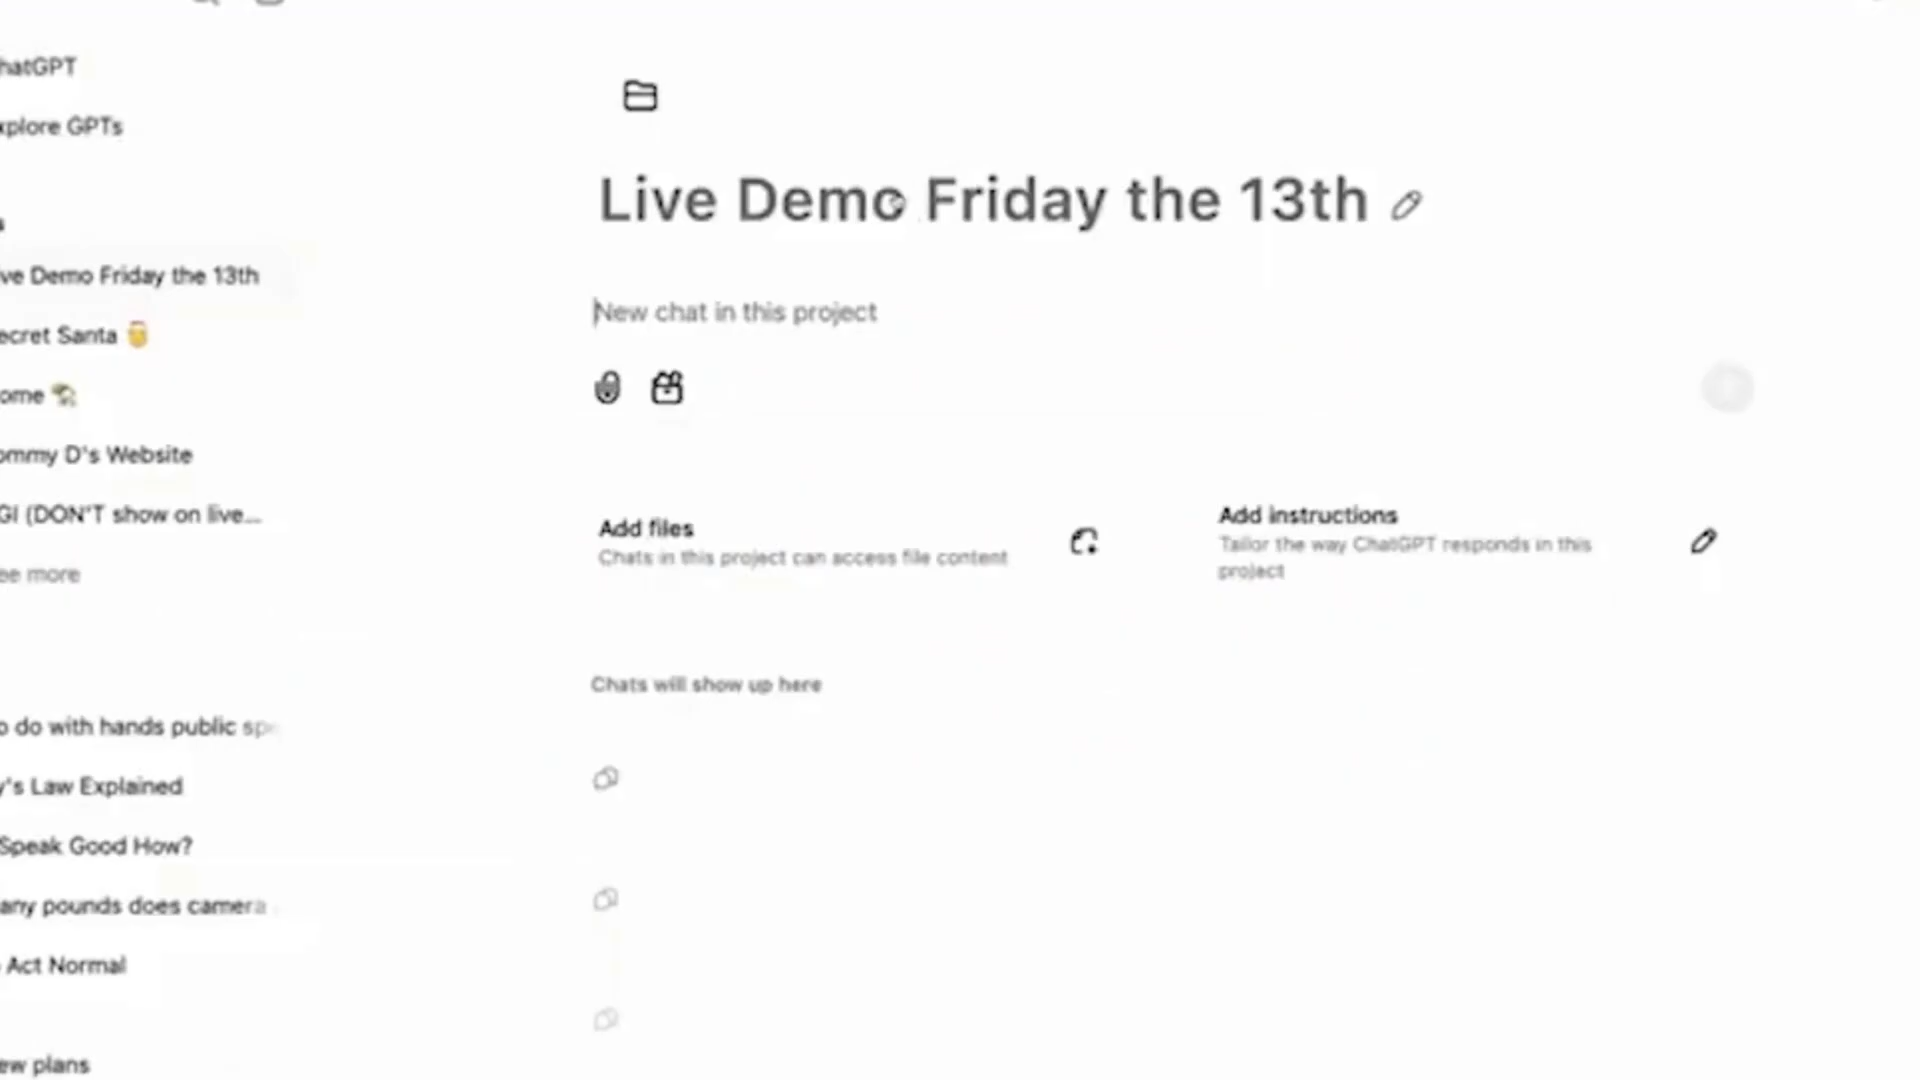 hatGPT
xplore GPTs
s
ve Demo Friday the 13th
ecret Santa 🎅
ome 🏡
ommy D's Website
GI (DON'T show on live...
ee more
o do with hands public spe
y's Law Explained
Speak Good How?
any pounds does camera
Act Normal
ew plans
Live Demo Friday the 13th
New chat in this project
Add files
Chats in this project can access file content
Add instructions
Tailor the way ChatGPT responds in this
project
Chats will show up here